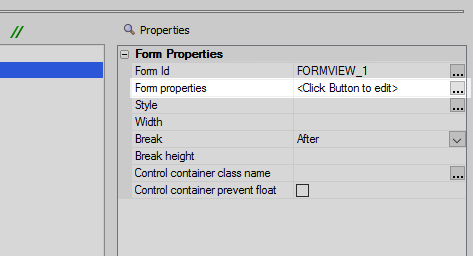 //
Properties
Form Properties
Form Id FORMVIEW_1 ...
Form properties <Click Button to edit> ...
Style ...
Width
Break After
Break height
Control container class name ...
Control container prevent float